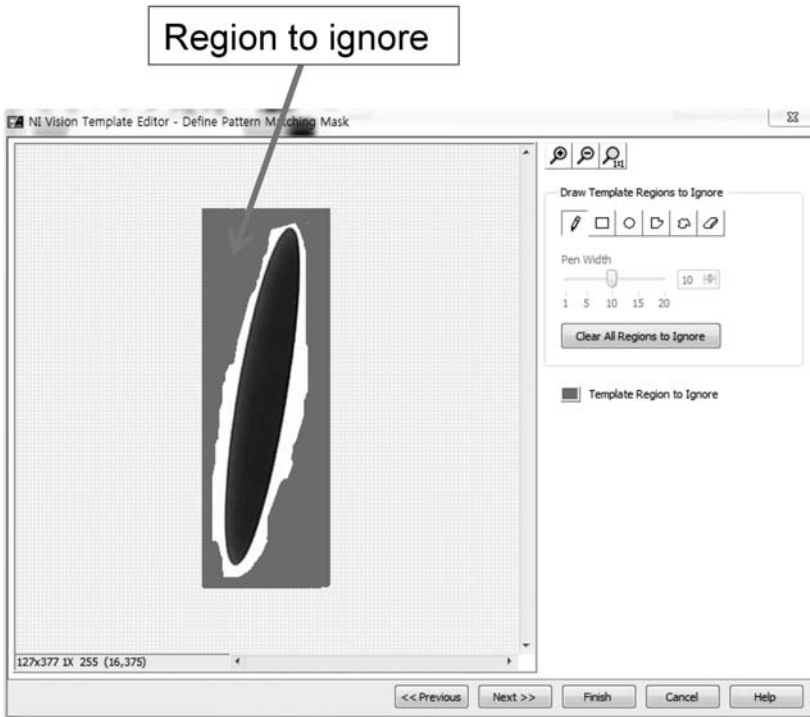 Region to ignore
NI Vision Template Editor - Define Pattern Matching Mask
1:1
Draw Template Regions to Ignore
Pen Width
10
1 5 10 15 20
Clear All Regions to Ignore
Template Region to Ignore
127x377 1X 255 (16,375)
<< Previous Next >> Finish Cancel Help